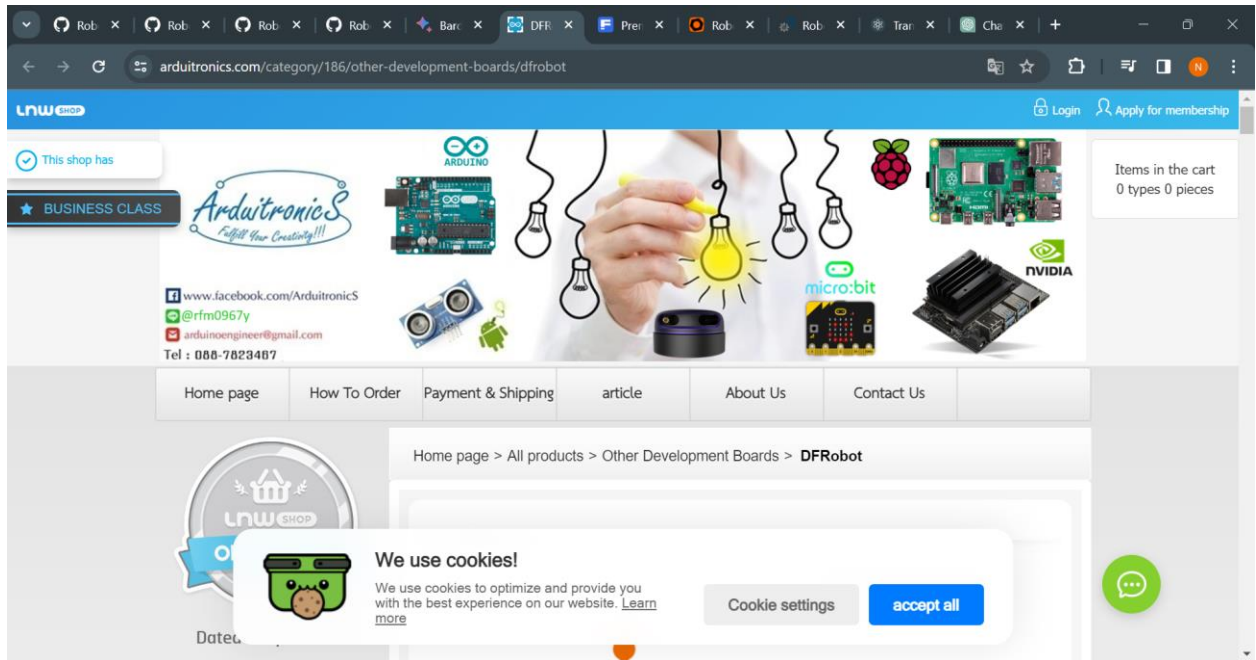 Rob
Rob
Rob
Rob
Barc
DFR
Prer
Rob
Rob
Tran
Cha
arduitronics.com/category/186/other-development-boards/dfrobot
N
LnW SHOP
Login
Apply for membership
This shop has
BUSINESS CLASS
Items in the cart
0 types 0 pieces
ArduitronicS
Fulfill Your Creativity!!!
ARDUINO
www.facebook.com/ArduitronicS
@rfm0967y
arduinoengineer@gmail.com
Tel : 088-7823467
micro:bit
NVIDIA
Home page
How To Order
Payment & Shipping
article
About Us
Contact Us
Home page > All products > Other Development Boards > DFRobot
LnW SHOP
We use cookies!
We use cookies to optimize and provide you
with the best experience on our website. Learn
more
Cookie settings
accept all